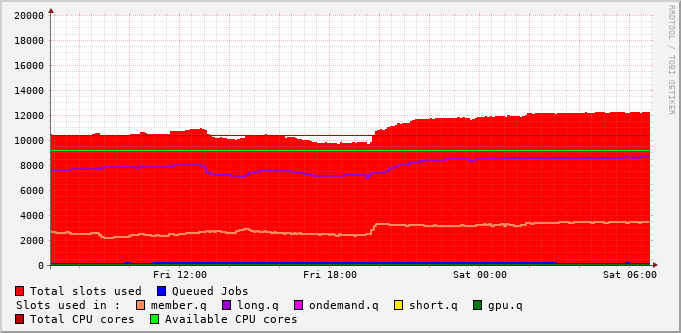 RRDTOOL / TOBI OETIKER
20000
18000
16000
14000
12000
10000
8000
6000
4000
2000
0
Fri 12:00 Fri 18:00 Sat 00:00 Sat 06:00
Total slots used Queued Jobs
Slots used in : member.q long.q ondemand.q short.q gpu.q
Total CPU cores Available CPU cores